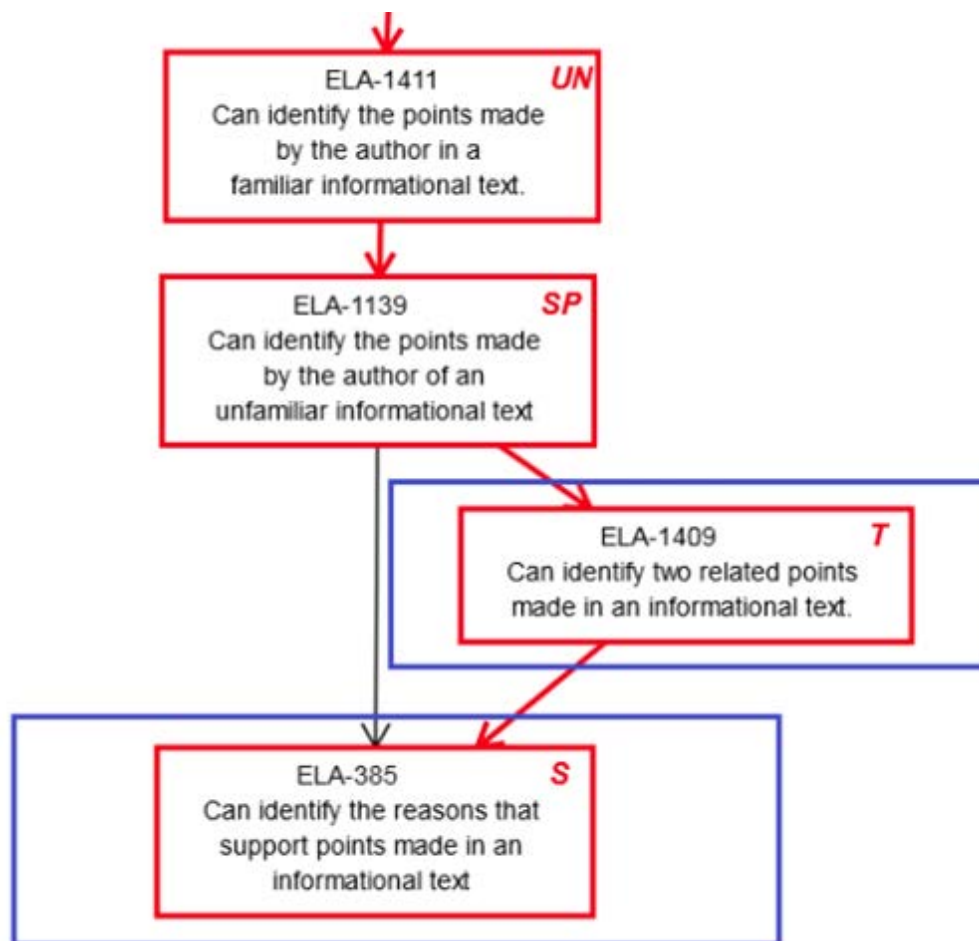 ELA-1411 UN
Can identify the points made
by the author in a
familiar informational text.
ELA-1139 SP
Can identify the points made
by the author of an
unfamiliar informational text
ELA-1409 T
Can identify two related points
made in an informational text.
ELA-385 S
Can identify the reasons that
support points made in an
informational text